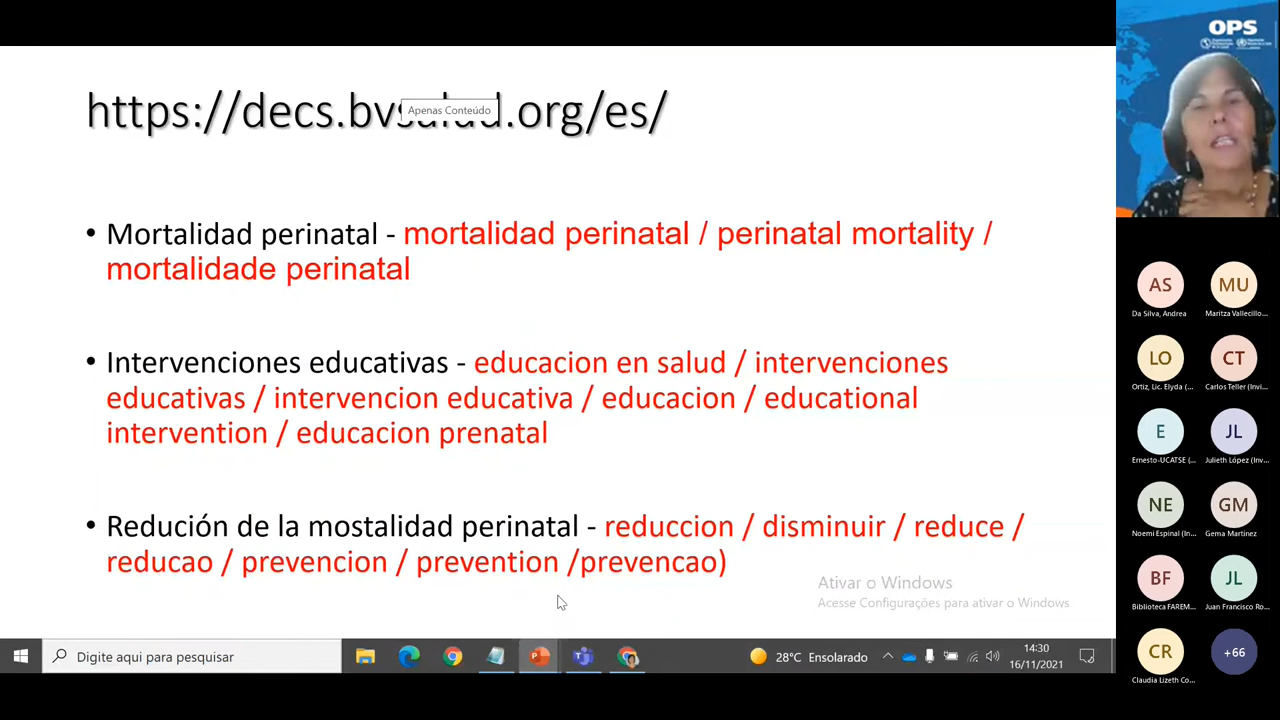 https://decs.bvsalud.org/es/
Apenas Conteúdo
• Mortalidad perinatal - mortalidad perinatal / perinatal mortality /
mortalidade perinatal
• Intervenciones educativas - educacion en salud / intervenciones
educativas / intervencion educativa / educacion / educational
intervention / educacion prenatal
• Redución de la mostalidad perinatal - reduccion / disminuir / reduce /
reducao / prevencion / prevention /prevencao)
Ativar o Windows
Acesse Configurações para ativar o Windows
Digite aqui para pesquisar
28°C Ensolarado
14:30
16/11/2021
OPS
AS
MU
Da Silva, Andrea
Maritza Vallecillo...
LO
CT
Ortiz, Lic. Elyda (...
Carlos Teller (Invi...
E
JL
Ernesto-UCATSE (...
Julieth López (Inv...
NE
GM
Noemi Espinal (In...
Gema Martínez
BF
JL
Biblioteca FAREM...
Juan Francisco Ro...
CR
+66
Claudia Lizeth Co...